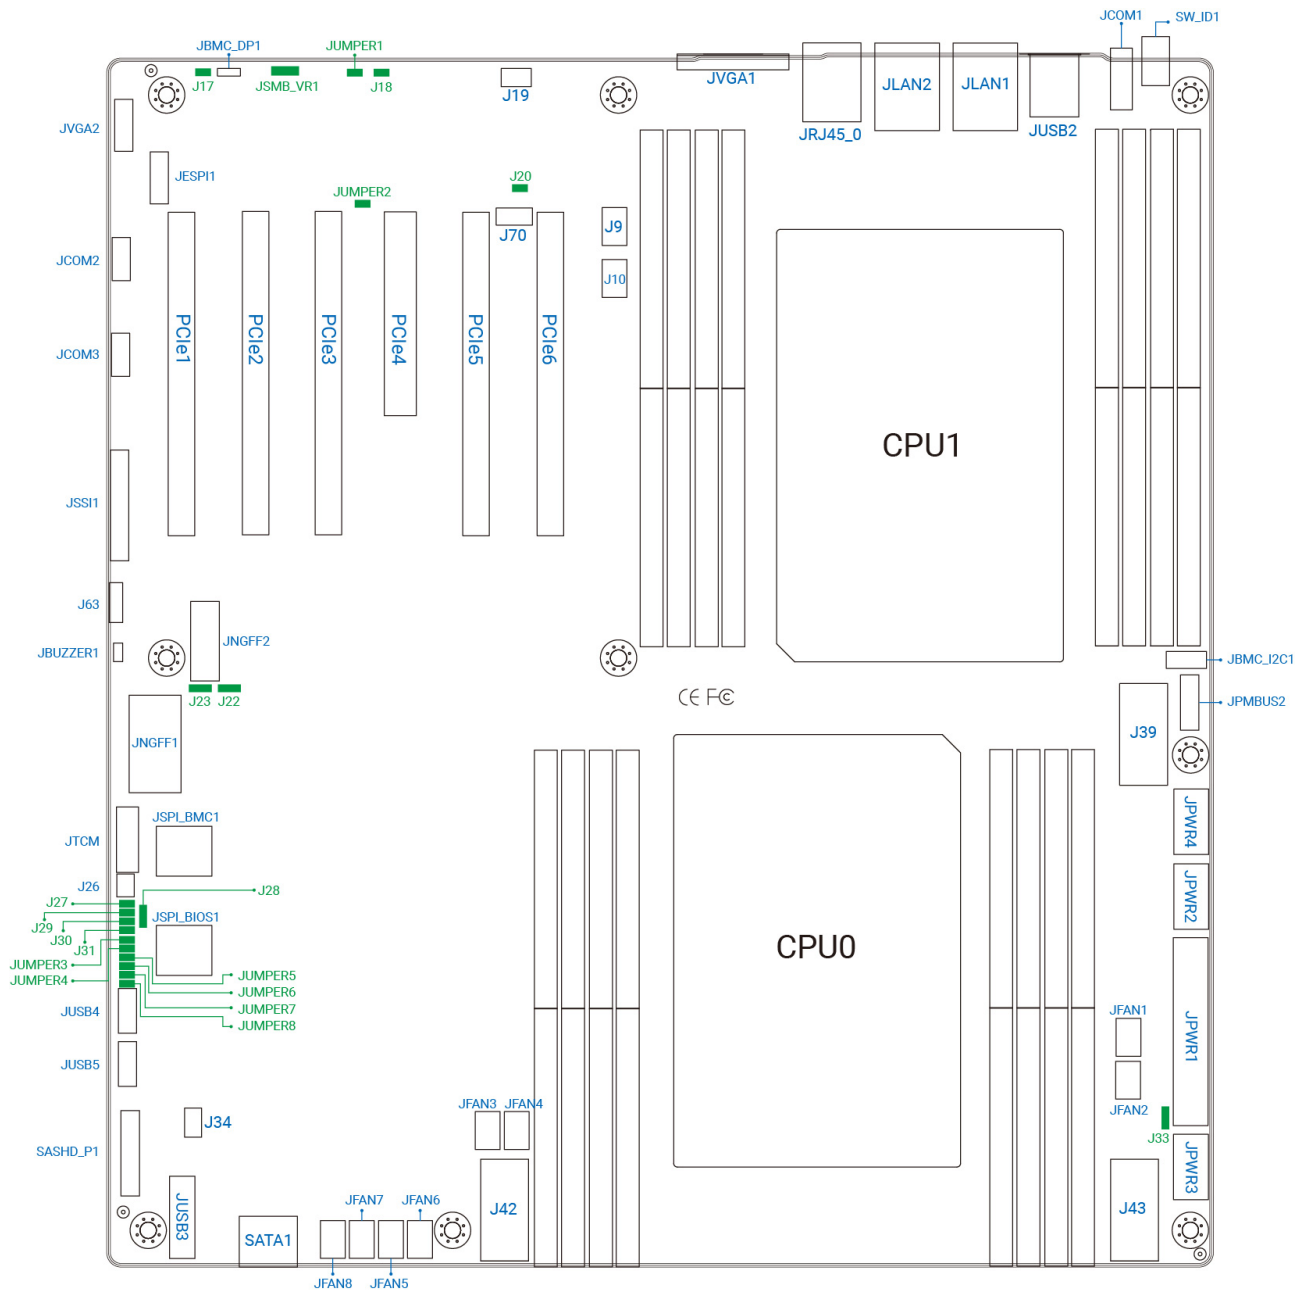 JCOM1
SW_ID1
JBMC_DP1
JUMPER1
J17
JSMB_VR1
J18
J19
JVGA1
JLAN2
JLAN1
JRJ45_0
JUSB2
JVGA2
JESPI1
J20
JUMPER2
J70
J9
J10
JCOM2
JCOM3
PCIe1
PCIe2
PCIe3
PCIe4
PCIe5
PCIe6
CPU1
JSSI1
J63
JNGFF2
JBUZZER1
JBMC_I2C1
J23
J22
CE FC
JPMBUS2
JNGFF1
J39
JSPI_BMC1
JTCM
JPWR4
J26
J28
J27
JSPI_BIOS1
JPWR2
J29
J30
J31
CPU0
JUMPER3
JUMPER4
JUMPER5
JUMPER6
JUMPER7
JUMPER8
JUSB4
JFAN1
JPWR1
JUSB5
JFAN3
JFAN4
JFAN2
J34
J33
SASHD_P1
JPWR3
JUSB3
JFAN7
JFAN6
J42
J43
SATA1
JFAN8
JFAN5